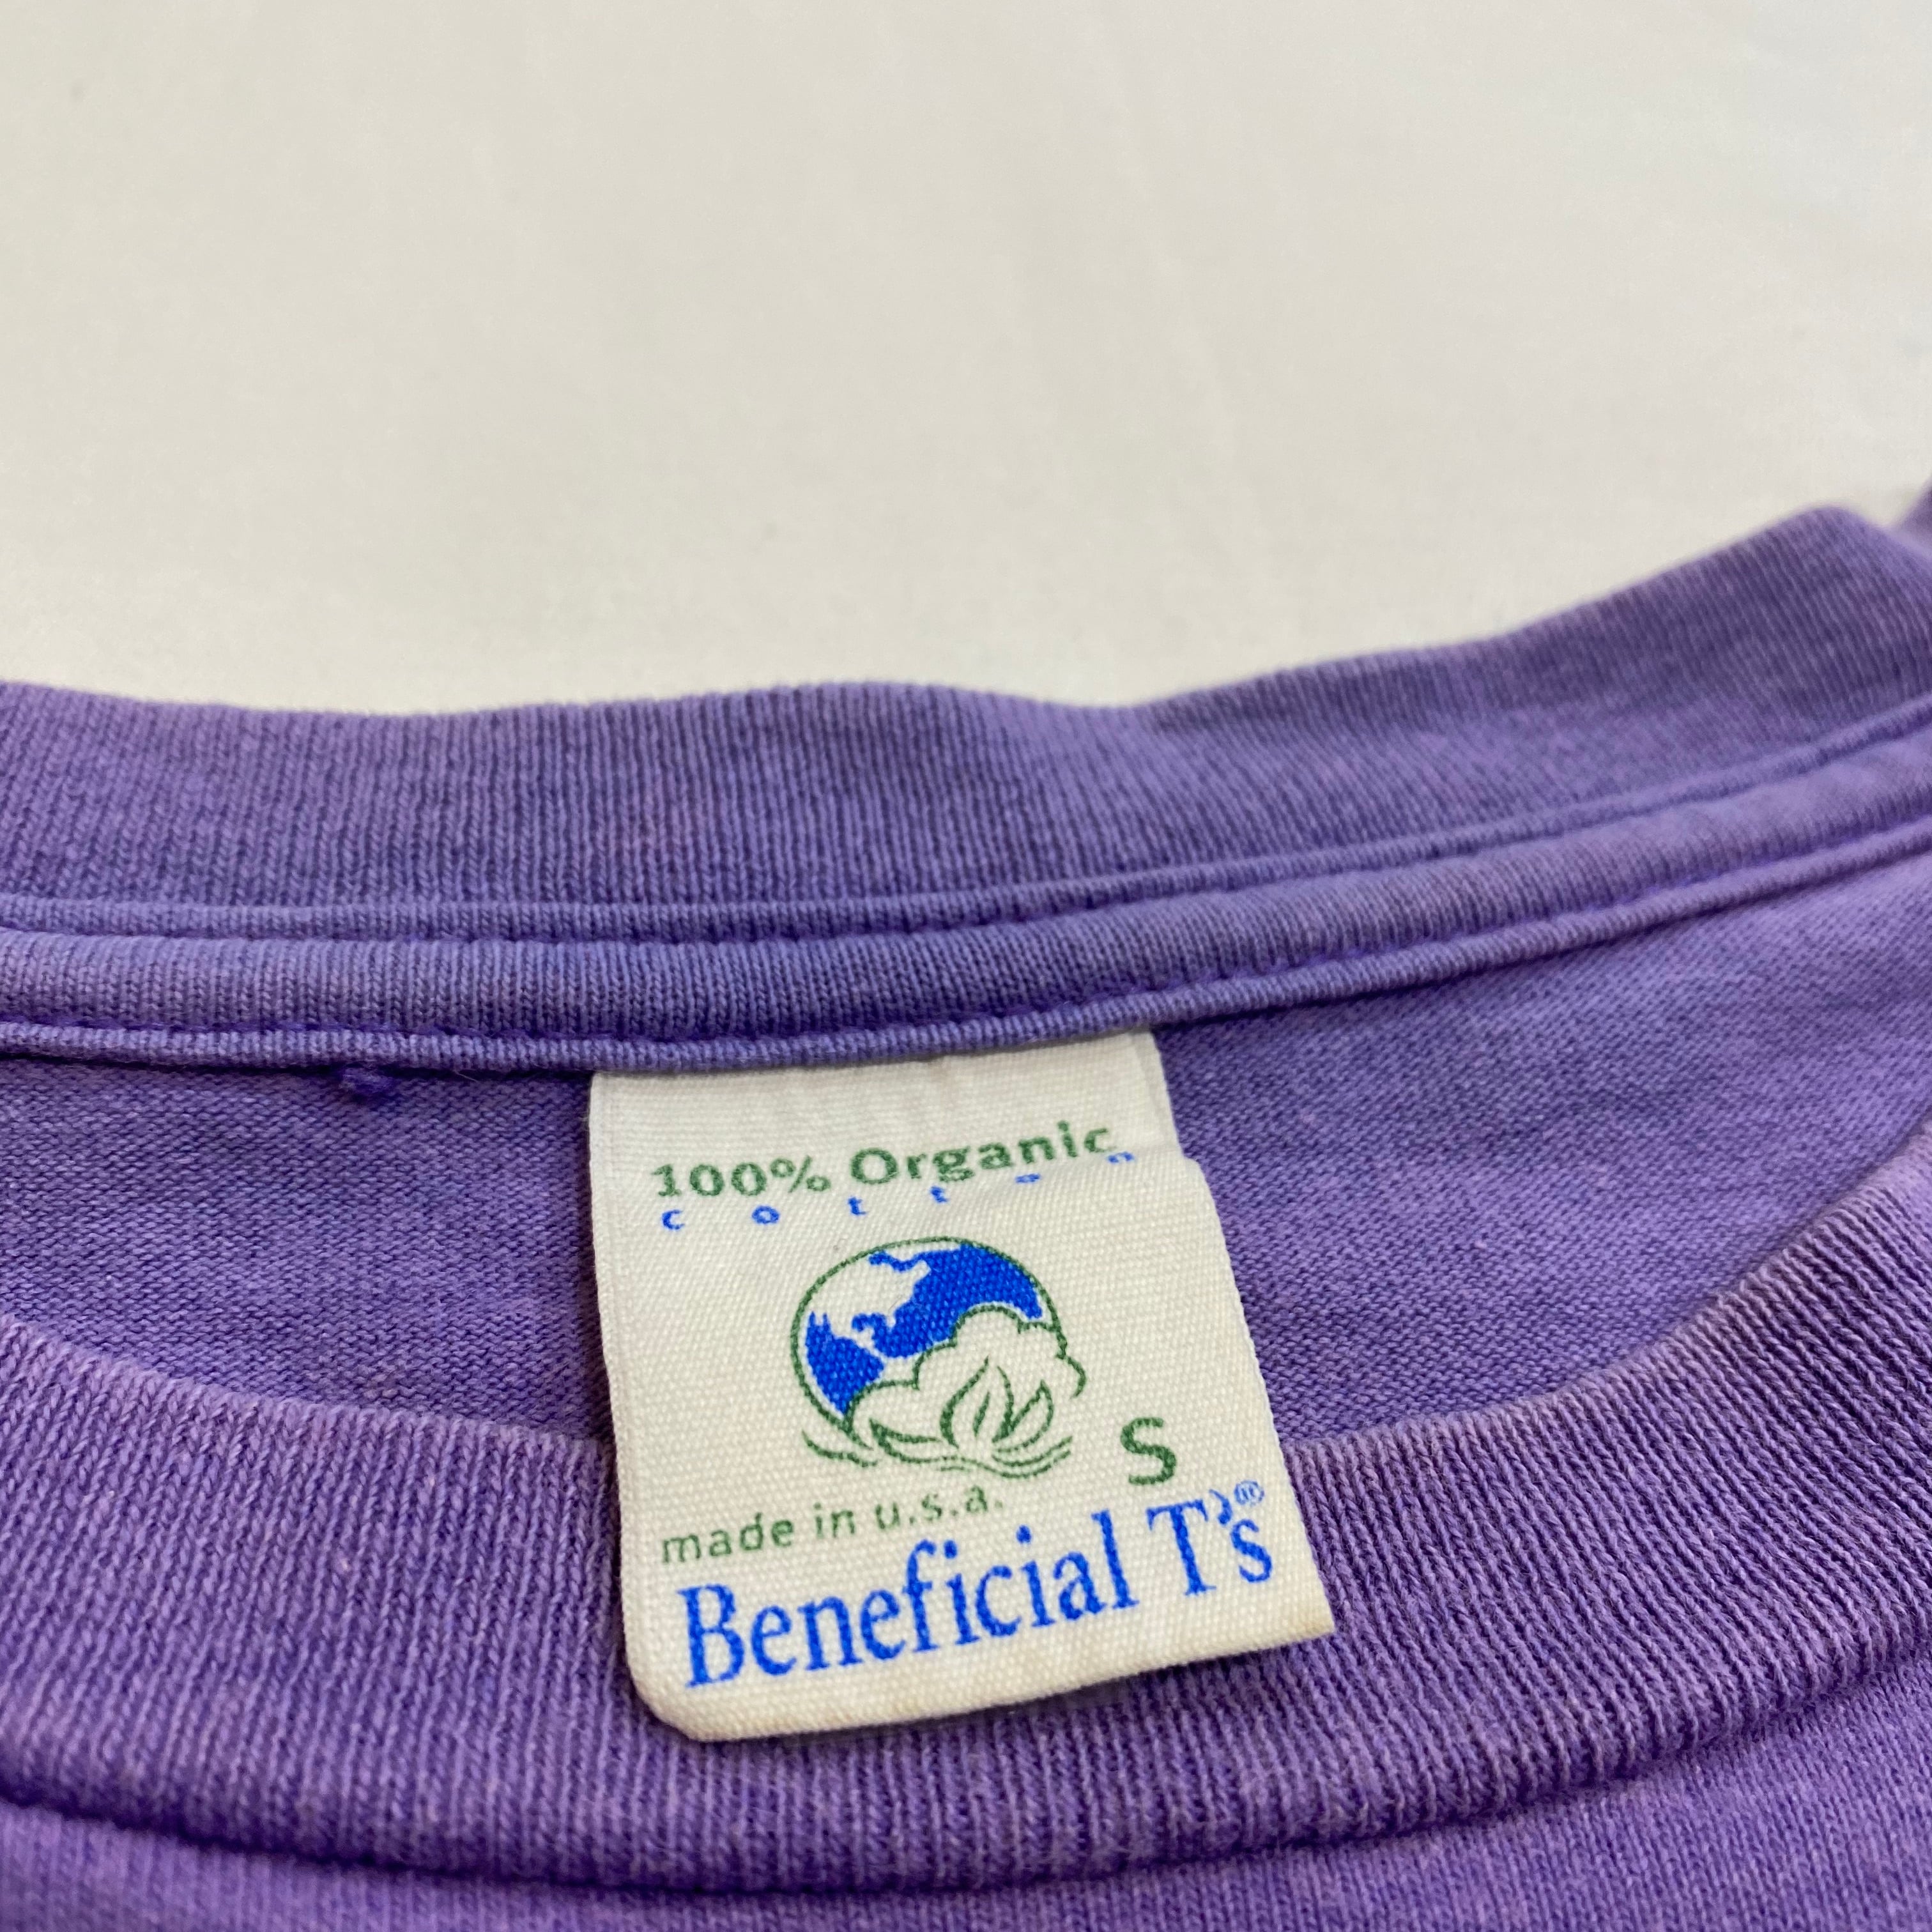 100% Organic
cotton
S
made in u.s.a.
Beneficial T's®